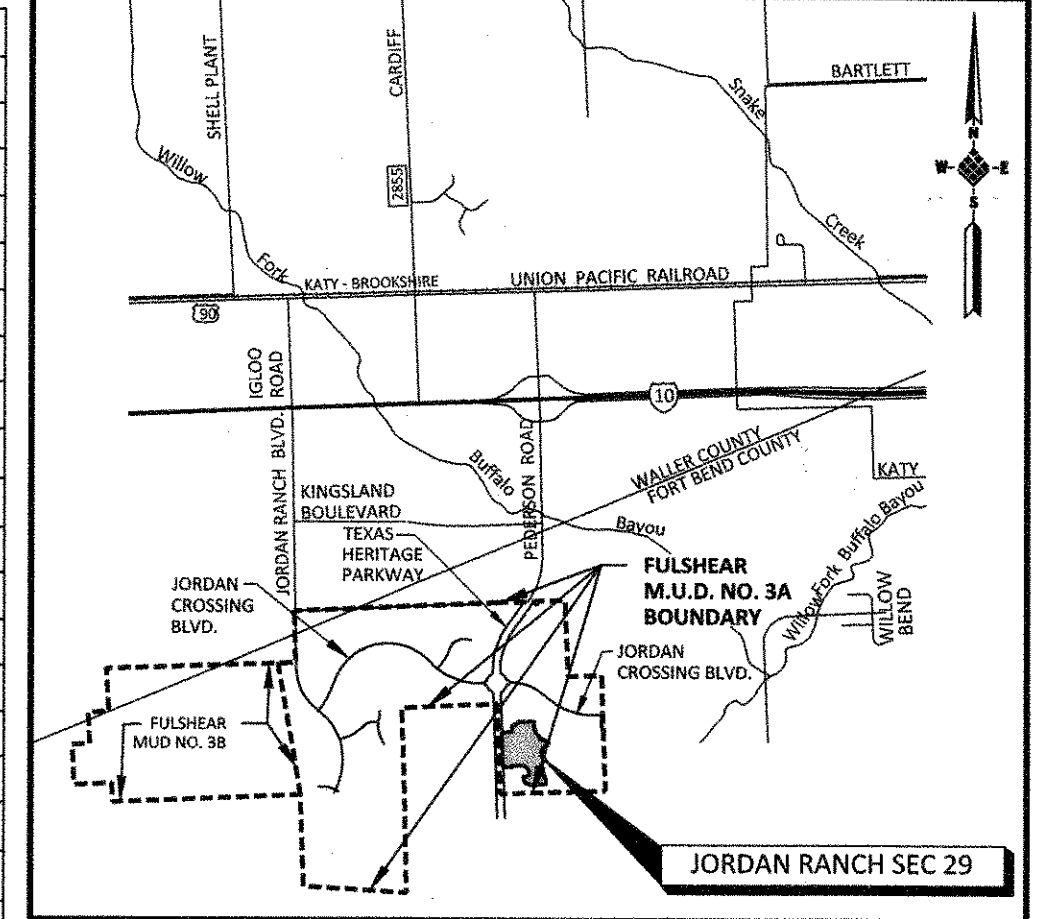 SHELL PLANT
CARDIFF
BARTLETT
Snake
Creek
N
W
E
S
Willow
Fork
2855
KATY - BROOKSHIRE
UNION PACIFIC RAILROAD
90
IGLOO
ROAD
10
JORDAN RANCH BLVD.
PEDERSON ROAD
WALLER COUNTY
FORT BEND COUNTY
Buffalo
Bayou
KATY
KINGSLAND
BOULEVARD
TEXAS
HERITAGE
PARKWAY
JORDAN
CROSSING
BLVD.
FULSHEAR
M.U.D. NO. 3A
BOUNDARY
Willow Fork Buffalo Bayou
WILLOW
BEND
JORDAN
CROSSING BLVD.
FULSHEAR
MUD NO. 3B
JORDAN RANCH SEC 29